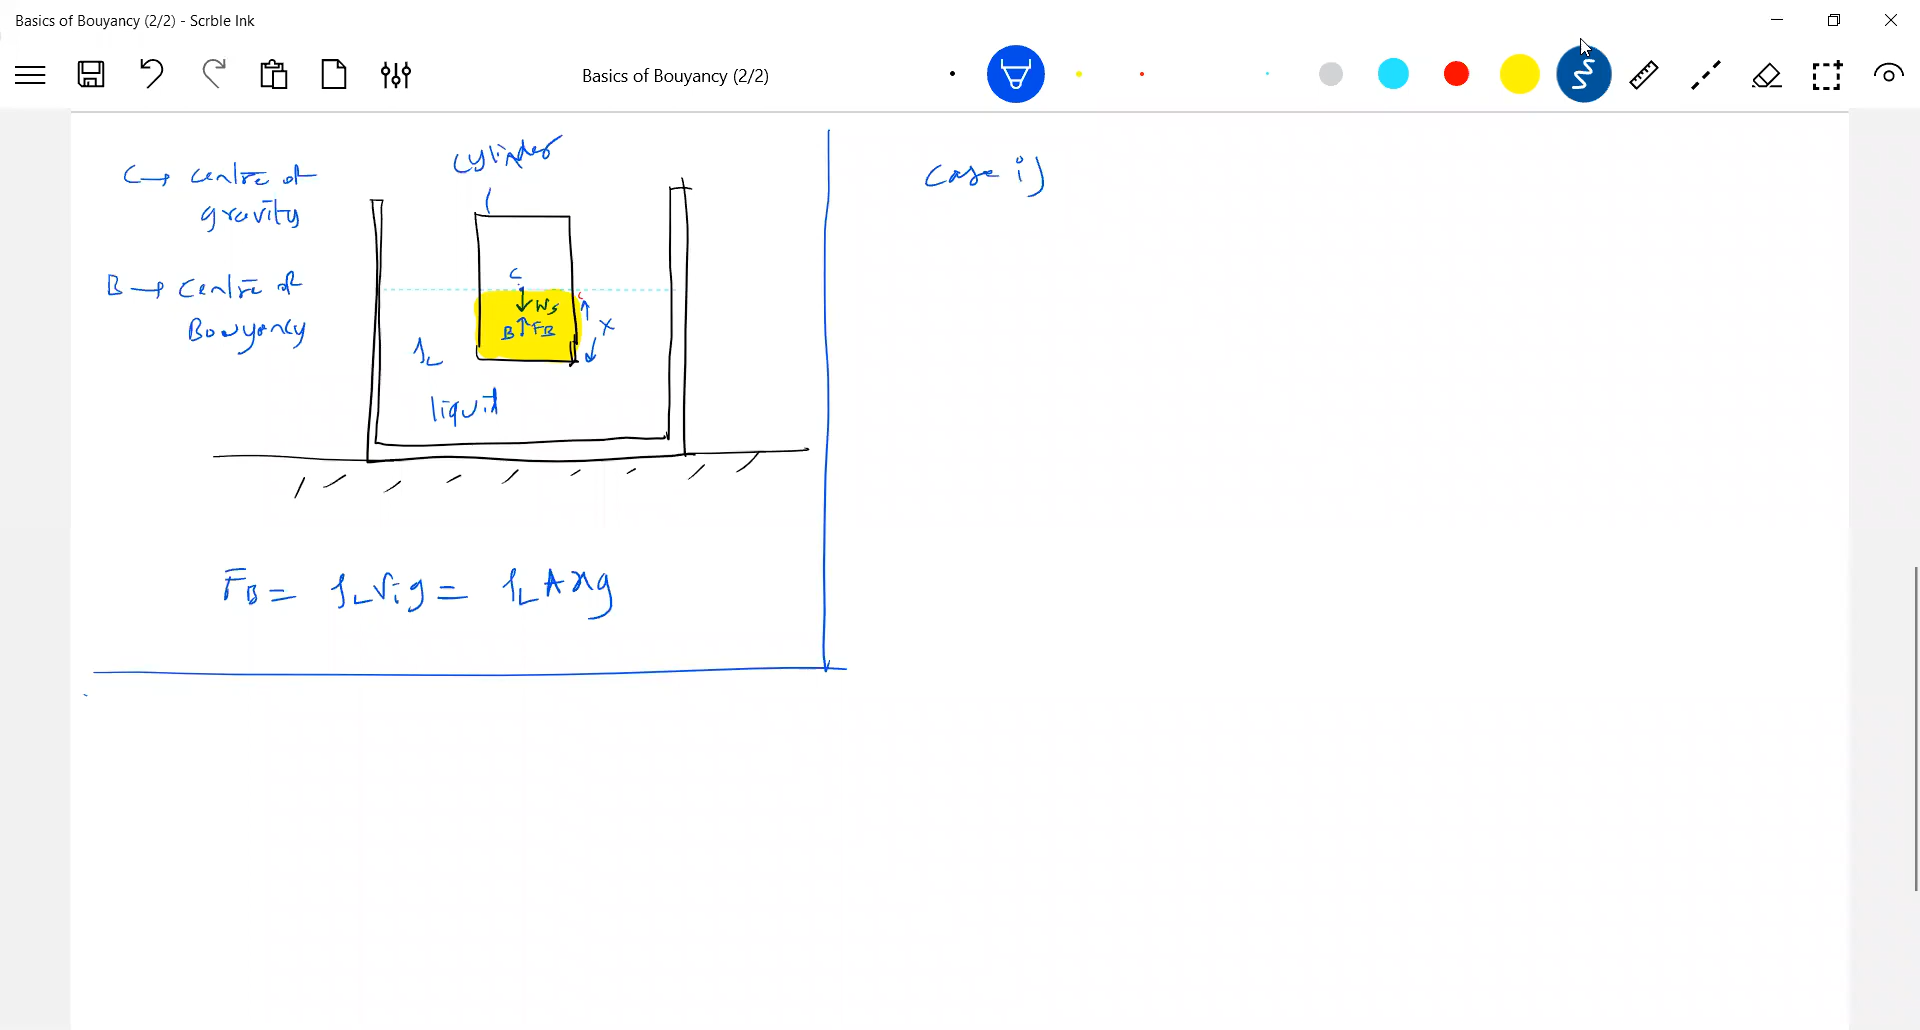 Basics of Bouyancy (2/2) - Scrble Ink
Basics of Bouyancy (2/2)
C → centre of
gravity
B → Centre of
Bouyancy
cylinder
C
Ws
B FB
x
ρL
liquid
FB = ρL Vi g = ρL A x g
Case i)